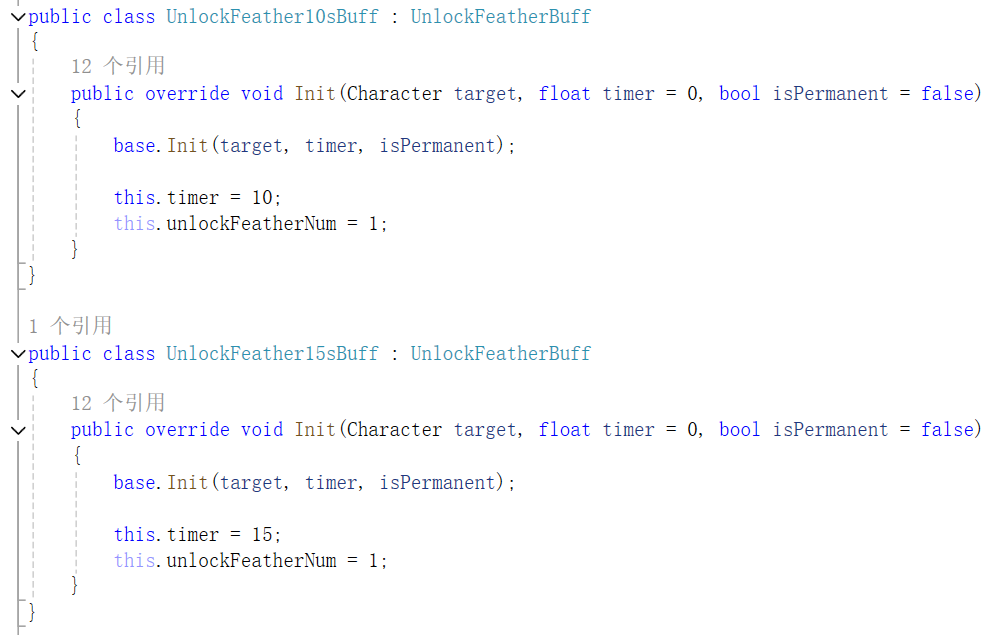 public class UnlockFeather10sBuff : UnlockFeatherBuff
{
12 个引用
public override void Init(Character target, float timer = 0, bool isPermanent = false)
{
base.Init(target, timer, isPermanent);
this.timer = 10;
this.unlockFeatherNum = 1;
}
}
1 个引用
public class UnlockFeather15sBuff : UnlockFeatherBuff
{
12 个引用
public override void Init(Character target, float timer = 0, bool isPermanent = false)
{
base.Init(target, timer, isPermanent);
this.timer = 15;
this.unlockFeatherNum = 1;
}
}